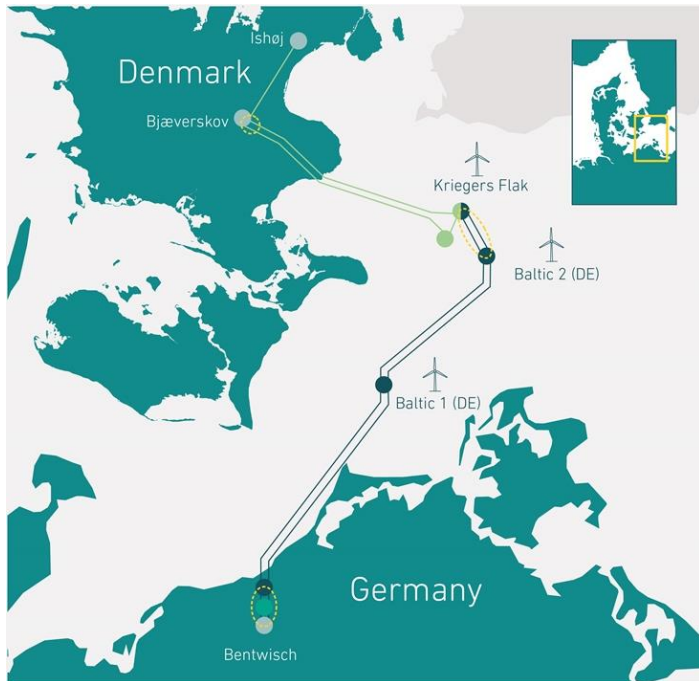 Ishøj
Denmark
Bjæverskov
Kriegers Flak
Baltic 2 (DE)
Baltic 1 (DE)
Germany
Bentwisch